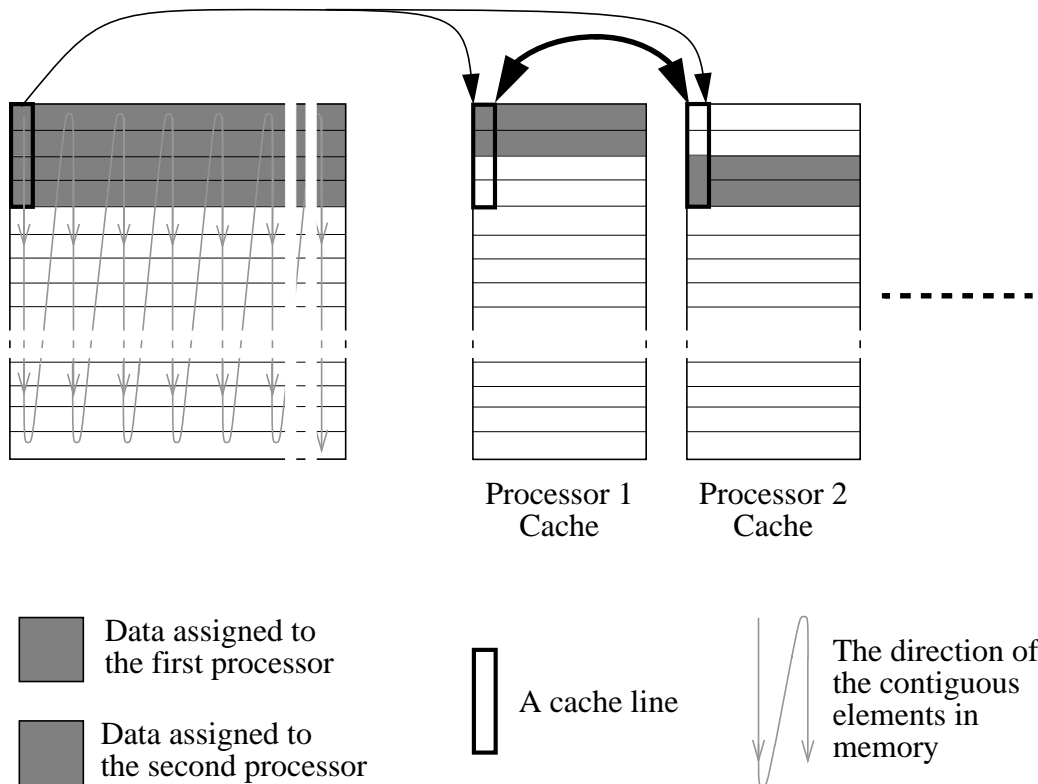 Processor 1
Cache
Processor 2
Cache
Data assigned to
the first processor
Data assigned to
the second processor
A cache line
The direction of
the contiguous
elements in
memory